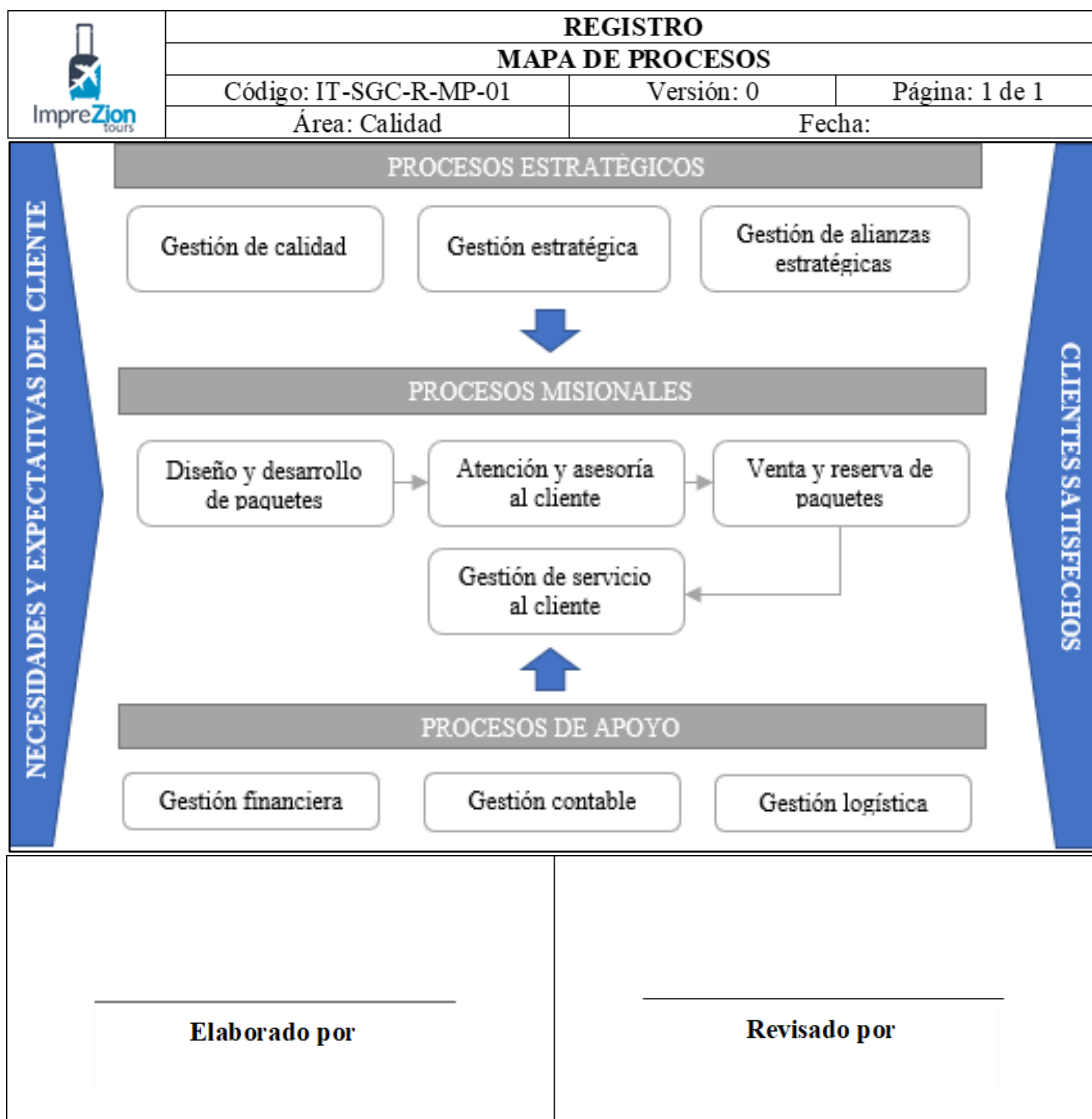 ImpreZion
tours
REGISTRO
MAPA DE PROCESOS
Código: IT-SGC-R-MP-01
Versión: 0
Página: 1 de 1
Área: Calidad
Fecha:
NECESIDADES Y EXPECTATIVAS DEL CLIENTE
PROCESOS ESTRATÉGICOS
Gestión de calidad
Gestión estratégica
Gestión de alianzas
estratégicas
PROCESOS MISIONALES
Diseño y desarrollo
de paquetes
Atención y asesoría
al cliente
Venta y reserva de
paquetes
Gestión de servicio
al cliente
PROCESOS DE APOYO
Gestión financiera
Gestión contable
Gestión logística
CLIENTES SATISFECHOS
Elaborado por
Revisado por